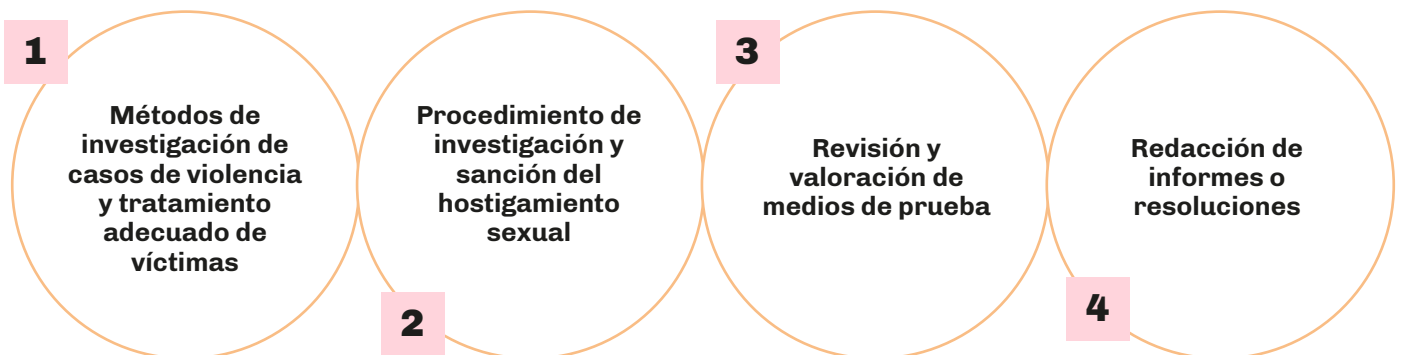 1
Métodos de
investigación de
casos de violencia
y tratamiento
adecuado de
víctimas
2
Procedimiento de
investigación y
sanción del
hostigamiento
sexual
3
Revisión y
valoración de
medios de prueba
4
Redacción de
informes o
resoluciones